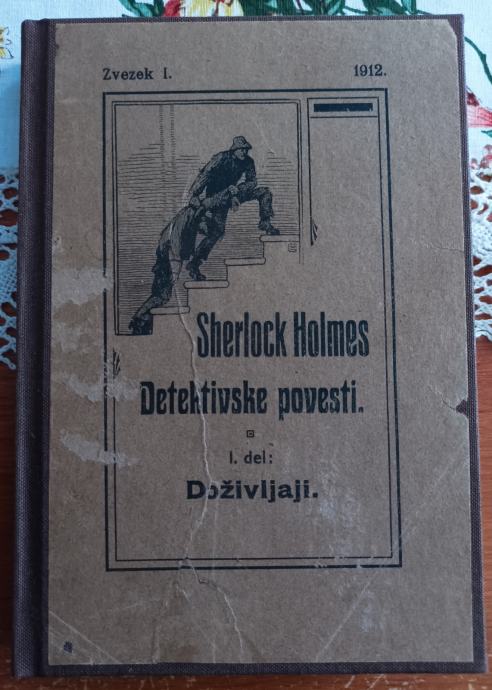 Zvezek I. 1912.
Sherlock Holmes
Detektivske povesti.
I. del:
Doživljaji.